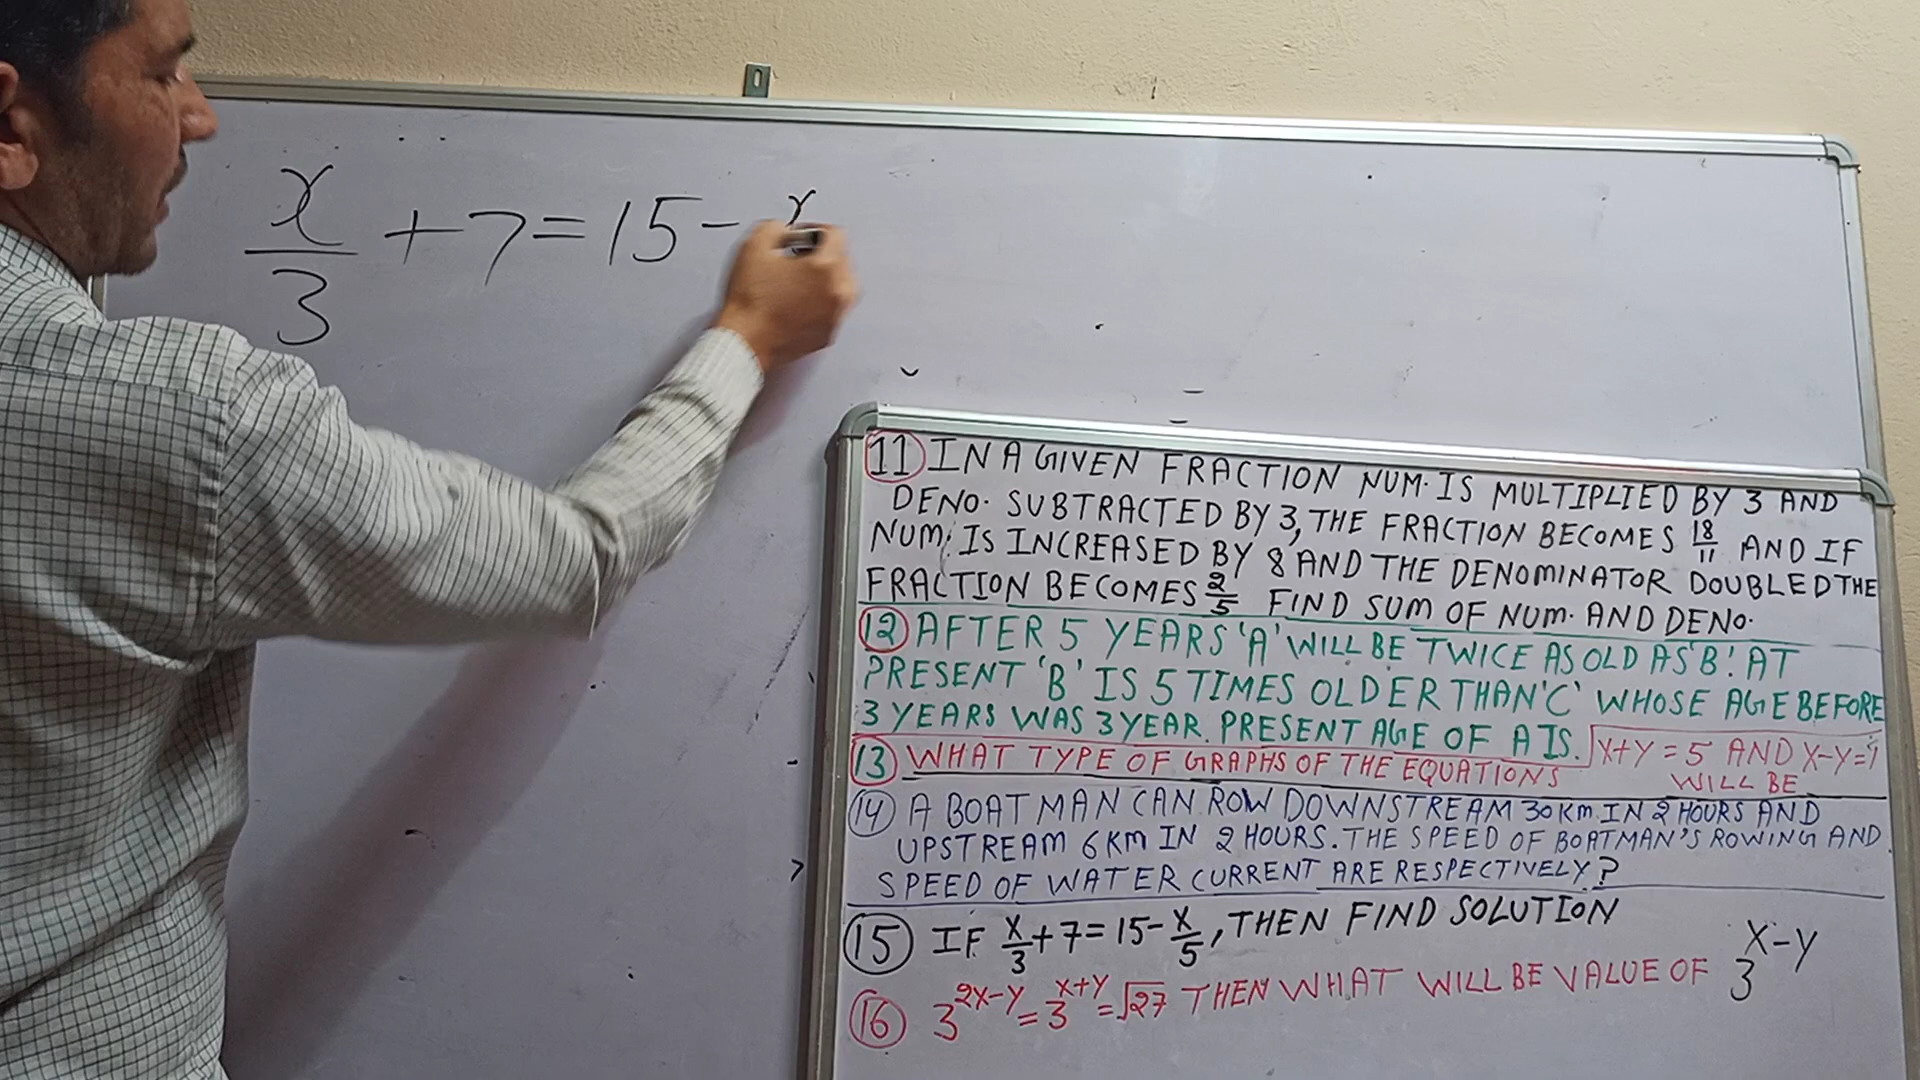 x/3 + 7 = 15 - x
11) IN A GIVEN FRACTION NUM. IS MULTIPLIED BY 3 AND
DENO. SUBTRACTED BY 3, THE FRACTION BECOMES 18/11 AND IF
NUM. IS INCREASED BY 8 AND THE DENOMINATOR DOUBLED THE
FRACTION BECOMES 2/5 FIND SUM OF NUM. AND DENO.
12) AFTER 5 YEARS 'A' WILL BE TWICE AS OLD AS 'B'. AT
PRESENT 'B' IS 5 TIMES OLDER THAN 'C' WHOSE AGE BEFORE
3 YEARS WAS 3 YEAR. PRESENT AGE OF A IS.
13) WHAT TYPE OF GRAPHS OF THE EQUATIONS X+Y=5 AND X-Y=1
WILL BE
14) A BOAT MAN CAN ROW DOWNSTREAM 30 Km. IN 2 HOURS AND
UPSTREAM 6 KM IN 2 HOURS. THE SPEED OF BOATMAN'S ROWING AND
SPEED OF WATER CURRENT ARE RESPECTIVELY?
15) IF x/3 + 7 = 15 - x/5, THEN FIND SOLUTION
16) 3^(2x-y) = 3^(x+y) = √27 THEN WHAT WILL BE VALUE OF 3^(x-y)